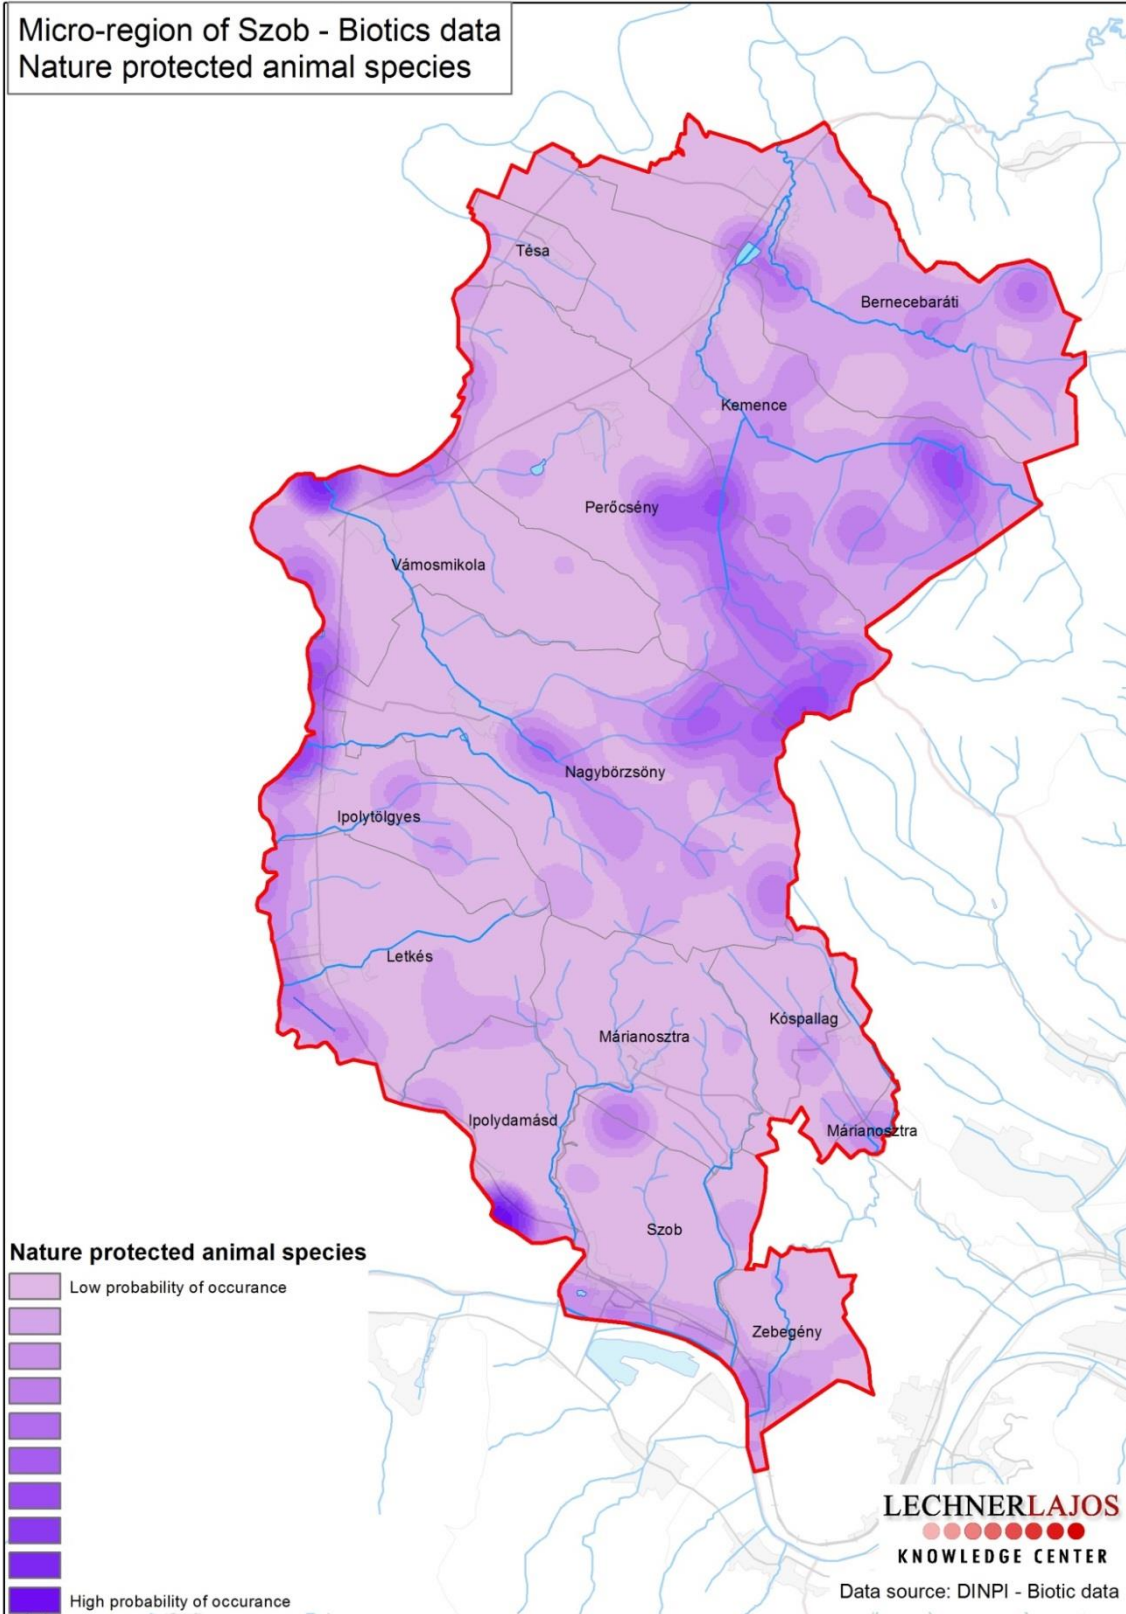 Micro-region of Szob - Biotics data
Nature protected animal species
Tésa
Bernecebaráti
Kemence
Perőcsény
Vámosmikola
Nagybörzsöny
Ipolytölgyes
Letkés
Kóspallag
Márianosztra
Ipolydamásd
Márianosztra
Szob
Zebegény
Nature protected animal species
Low probability of occurance
High probability of occurance
LECHNERLAJOS
KNOWLEDGE CENTER
Data source: DINPI - Biotic data